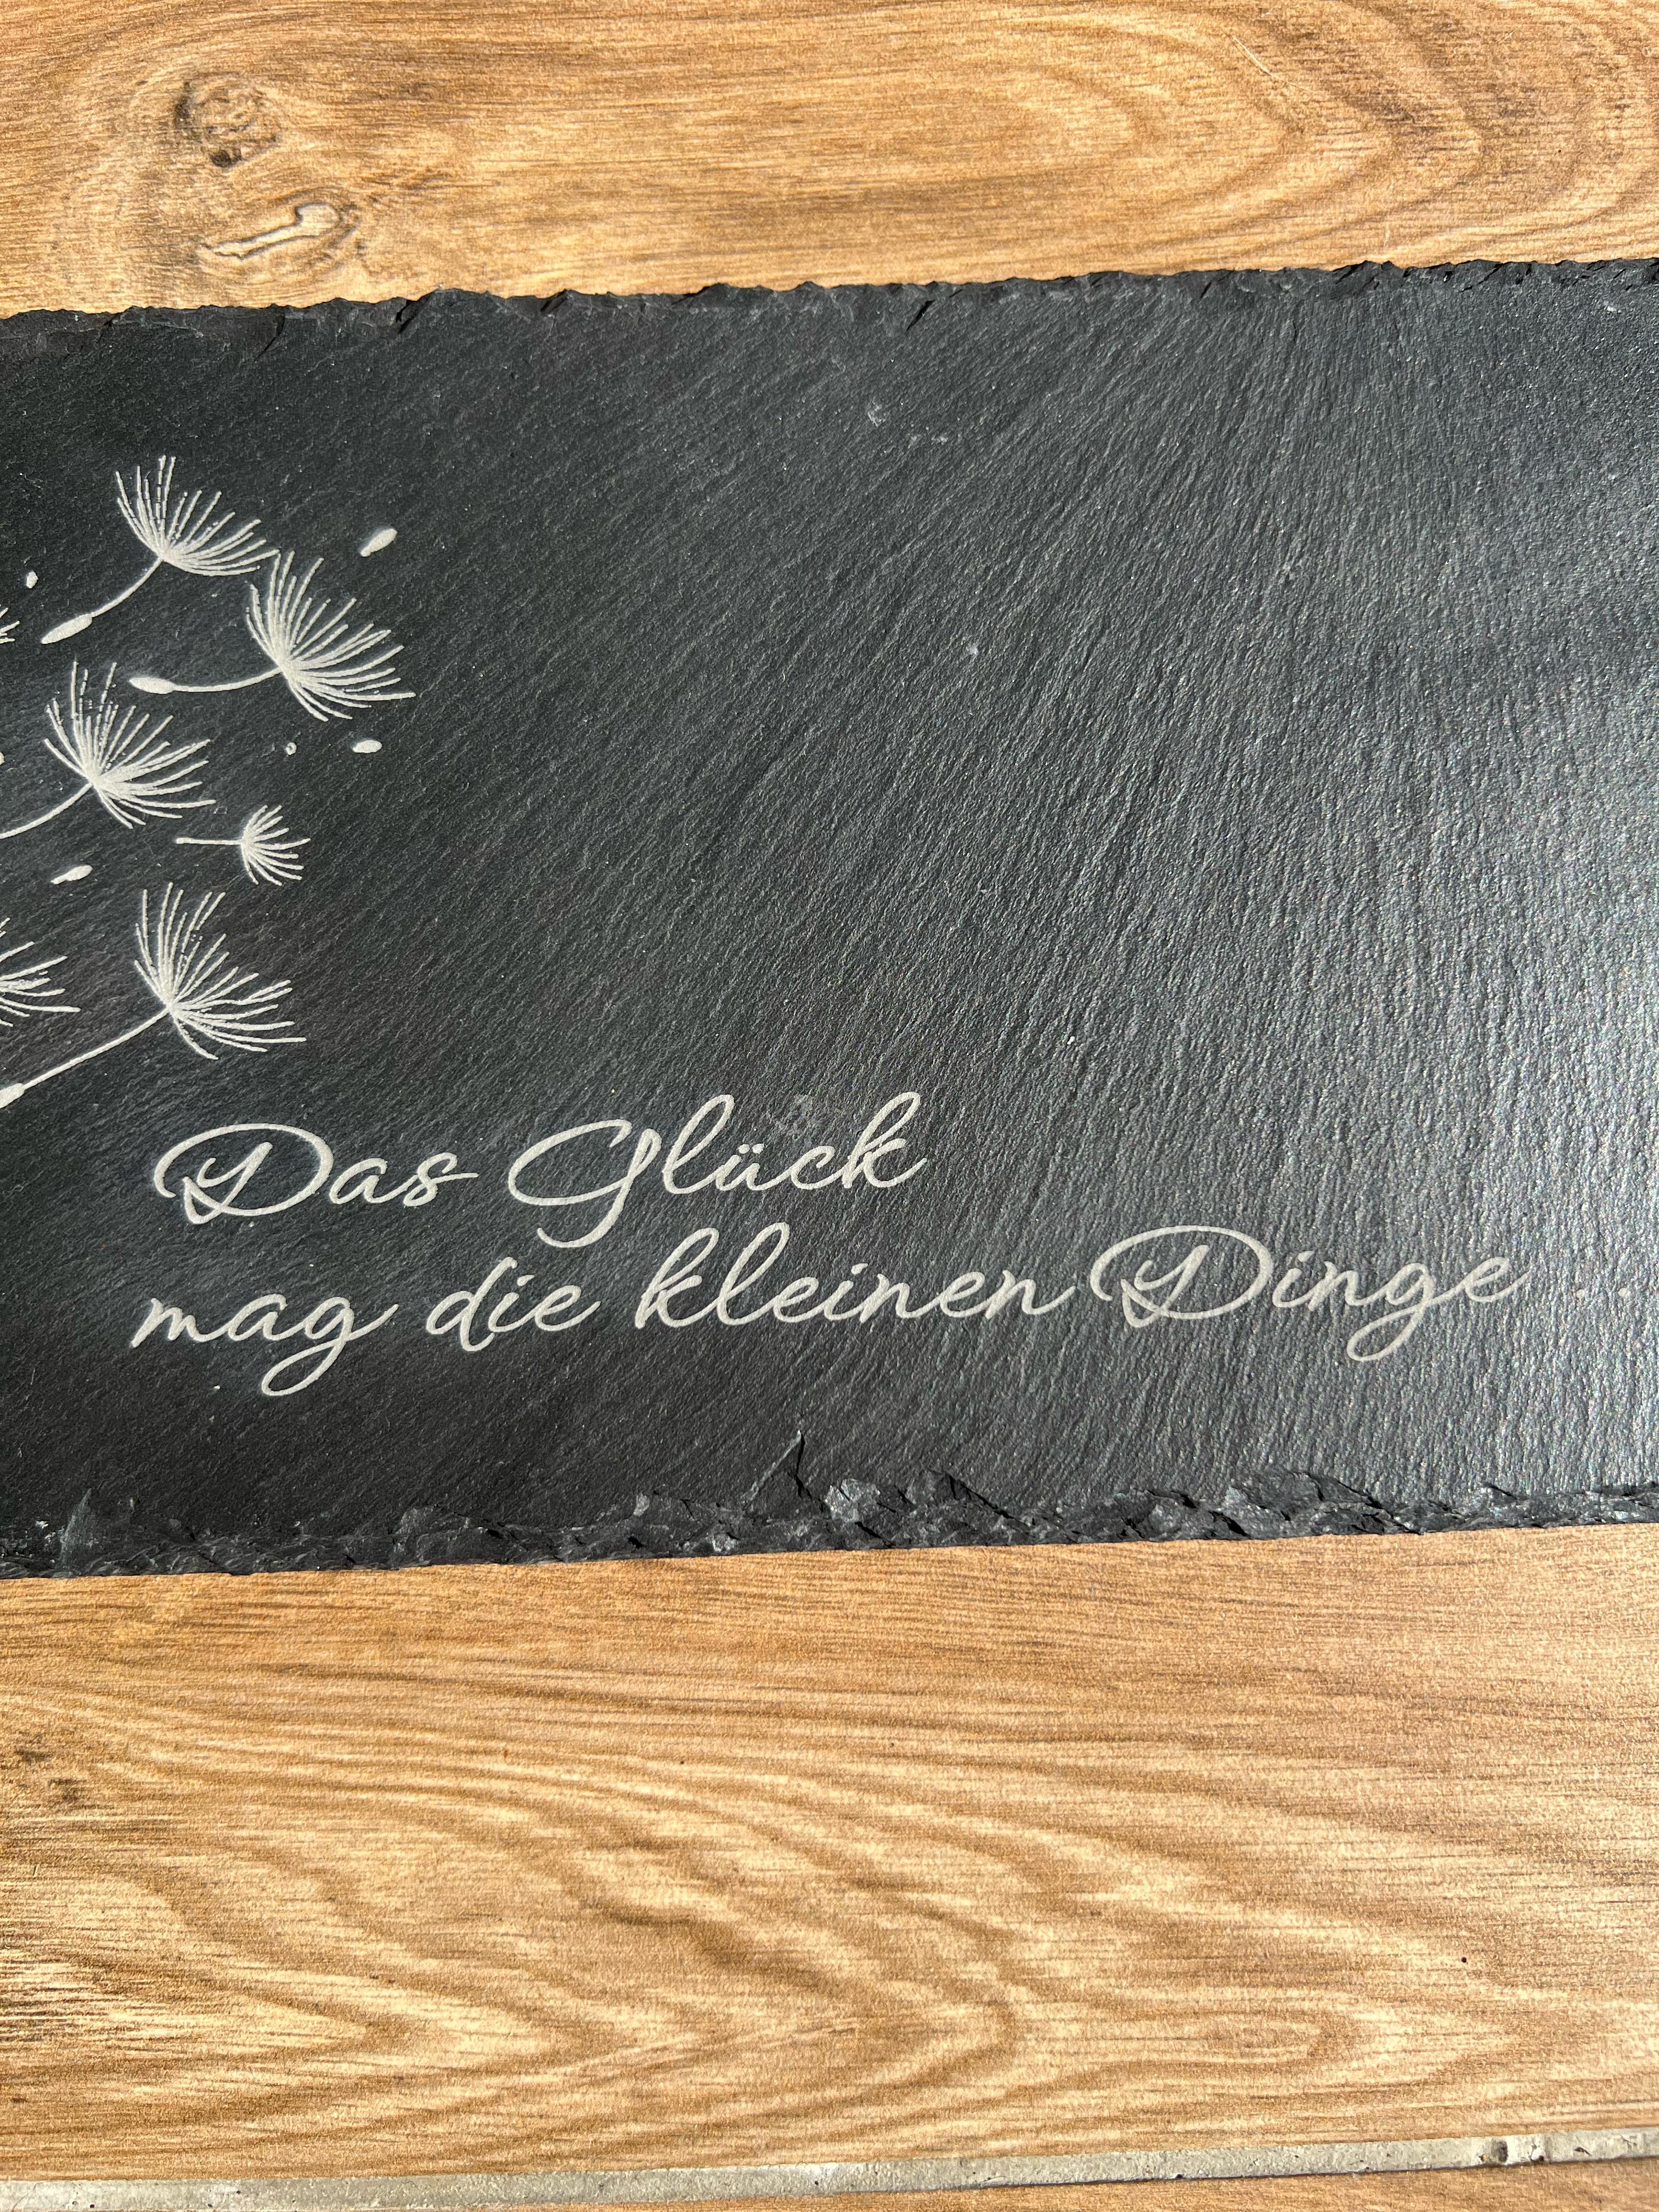 Das Glück
mag die kleinen Dinge...